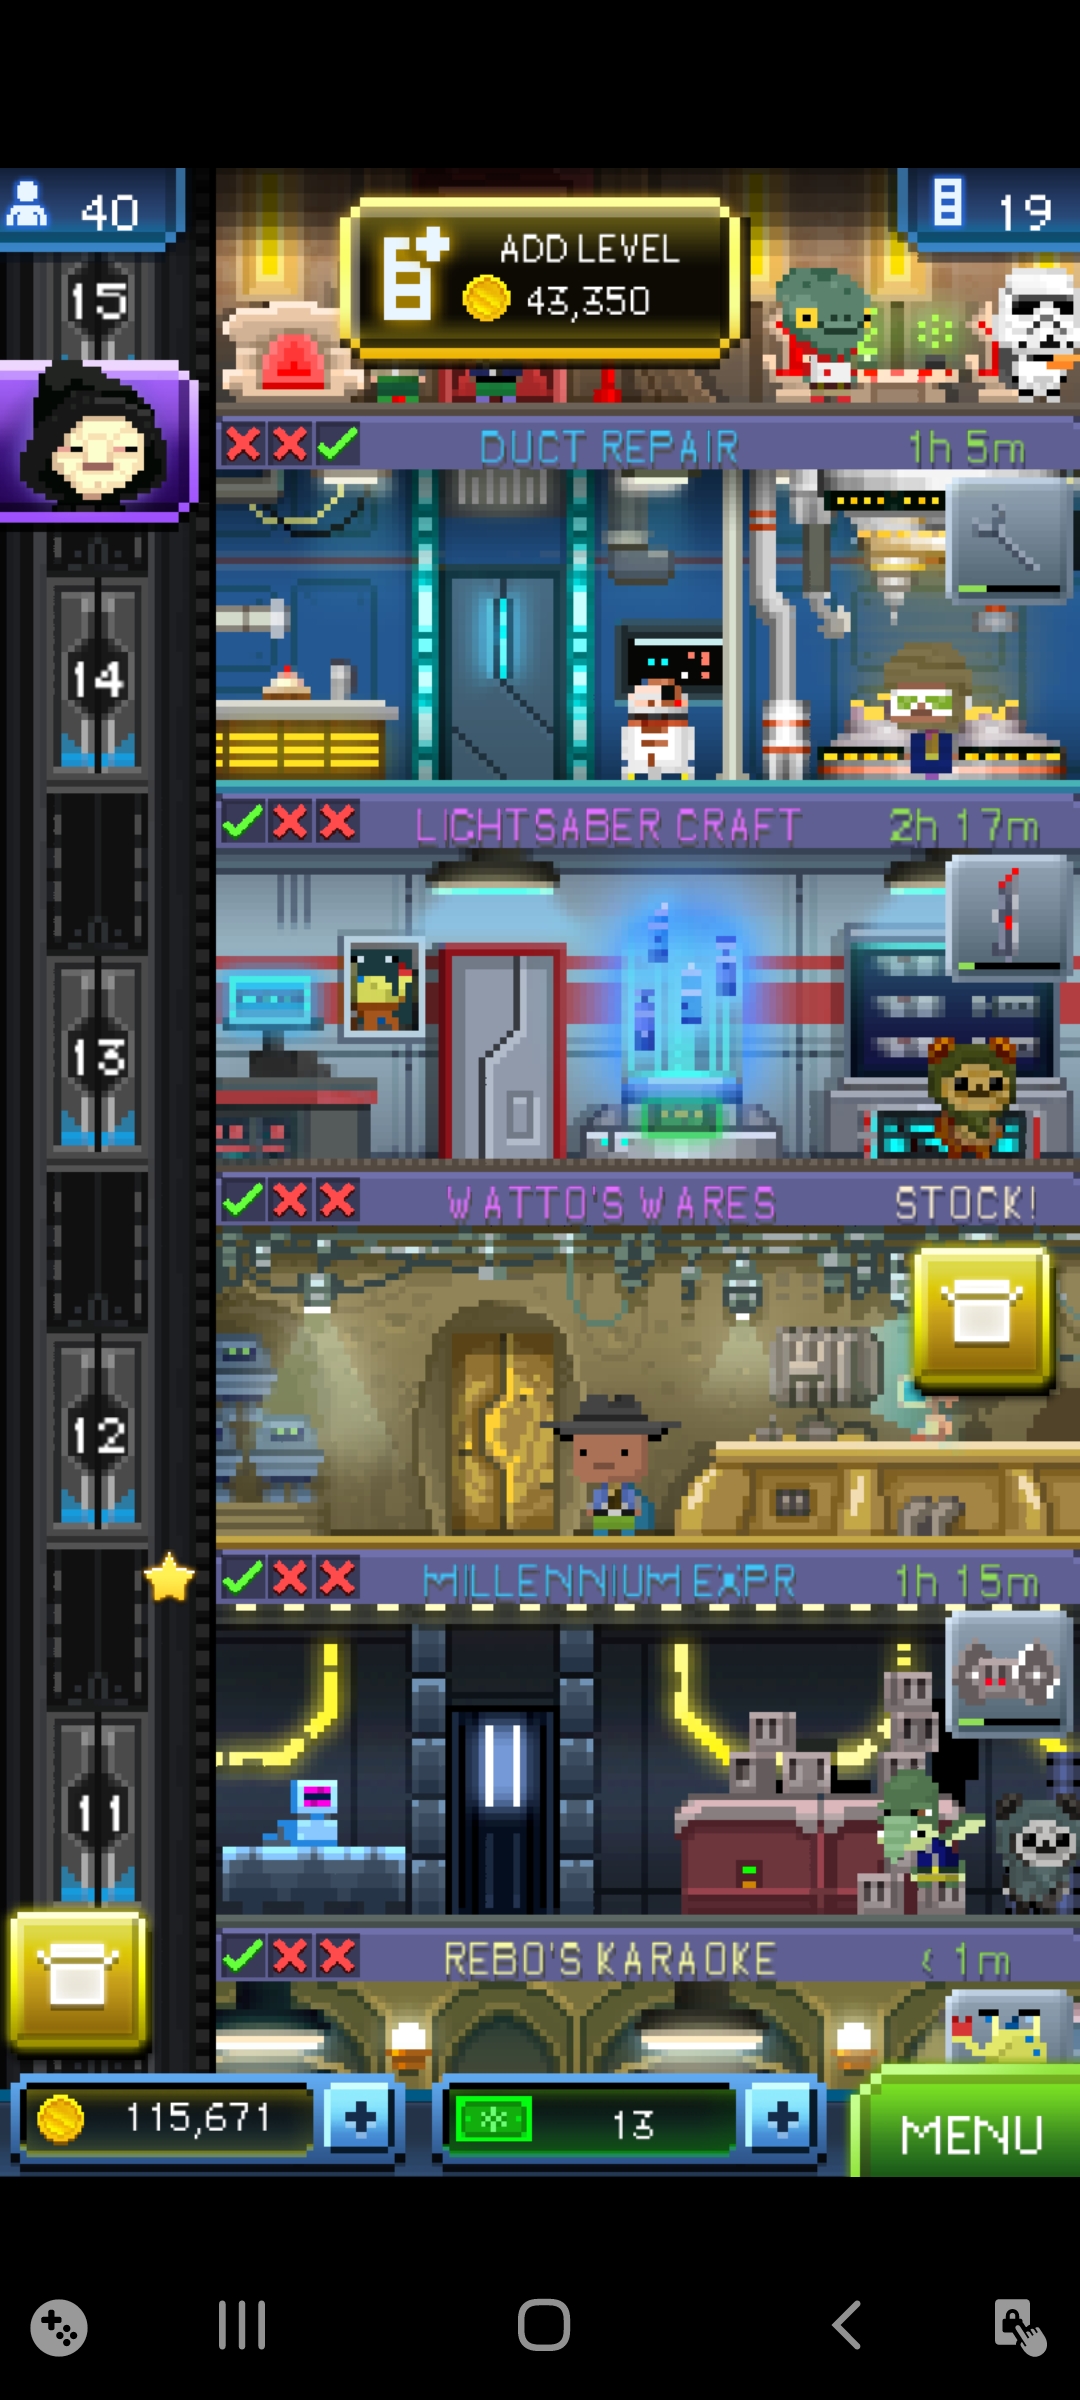 40
ADD LEVEL
43,350
19
15
DUCT REPAIR
1h 5m
14
LIGHTSABER CRAFT
2h 17m
13
WATTO'S WARES
STOCK!
12
MILLENNIUM EXPR
1h 15m
11
REBO'S KARAOKE
< 1m
115,671
13
MENU